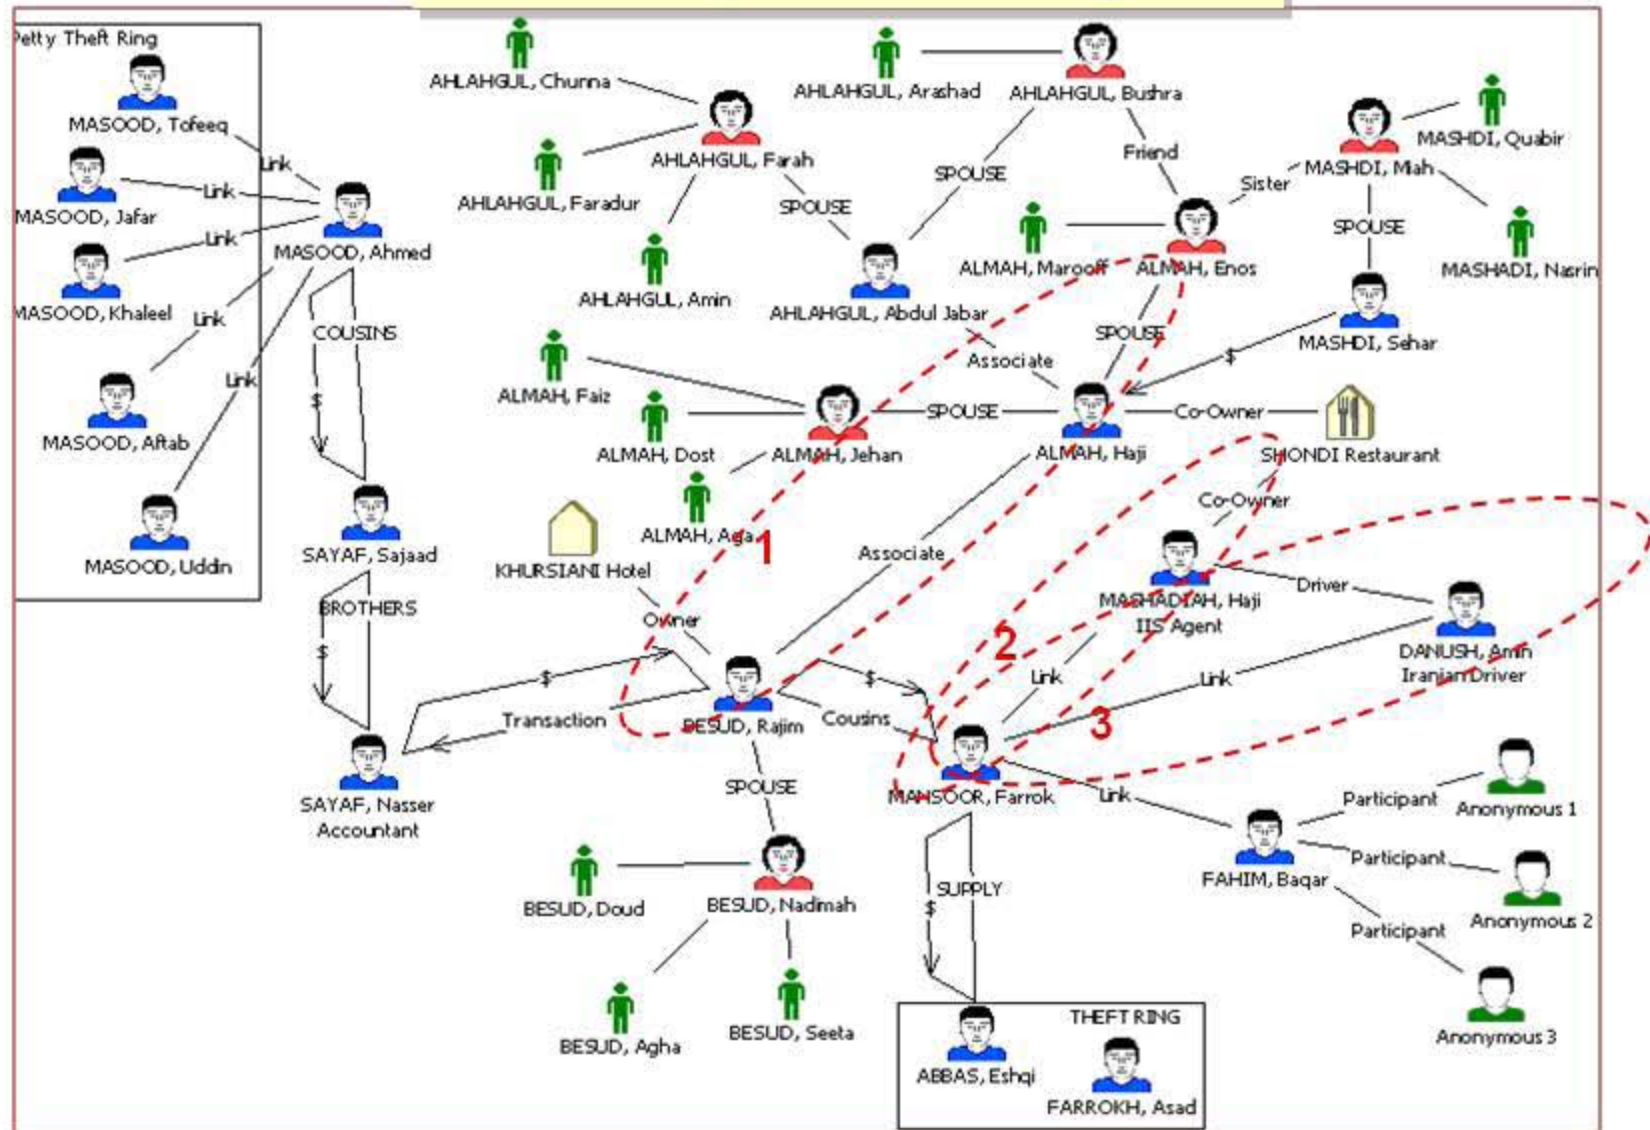 Petty Theft Ring
MASOOD, Tofeeq
Link
MASOOD, Jafar
Link
MASOOD, Ahmed
MASOOD, Khaleel
Link
MASOOD, Aftab
Link
MASOOD, Uddin
Link
COUSINS
$
SAYAF, Sajaad
BROTHERS
$
SAYAF, Nasser
Accountant
AHLAHGUL, Chunna
AHLAHGUL, Farah
AHLAHGUL, Faradur
AHLAHGUL, Amin
SPOUSE
AHLAHGUL, Arashad
AHLAHGUL, Bushra
SPOUSE
Friend
AHLAHGUL, Abdul Jabar
Associate
ALMAH, Marooff
ALMAH, Enos
SPOUSE
Sister
MASHDI, Miah
MASHDI, Quabir
MASHADI, Nasrin
SPOUSE
MASHDI, Sehar
$
ALMAH, Faiz
ALMAH, Dost
ALMAH, Jehan
ALMAH, Aga
SPOUSE
ALMAH, Haji
Co-Owner
SHONDI Restaurant
Co-Owner
1
KHURSIANI Hotel
Owner
Associate
MASHADIAH, Haji
IIS Agent
Driver
DANUSH, Amin
Iranian Driver
2
Link
Link
3
$
Transaction
BESUD, Rajim
$
Cousins
MANSOOR, Farrok
SPOUSE
BESUD, Doud
BESUD, Nadimah
BESUD, Agha
BESUD, Seeta
Link
FAHIM, Baqar
Participant
Anonymous 1
Participant
Anonymous 2
Participant
Anonymous 3
SUPPLY
$
THEFT RING
ABBAS, Eshqi
FARROKH, Asad